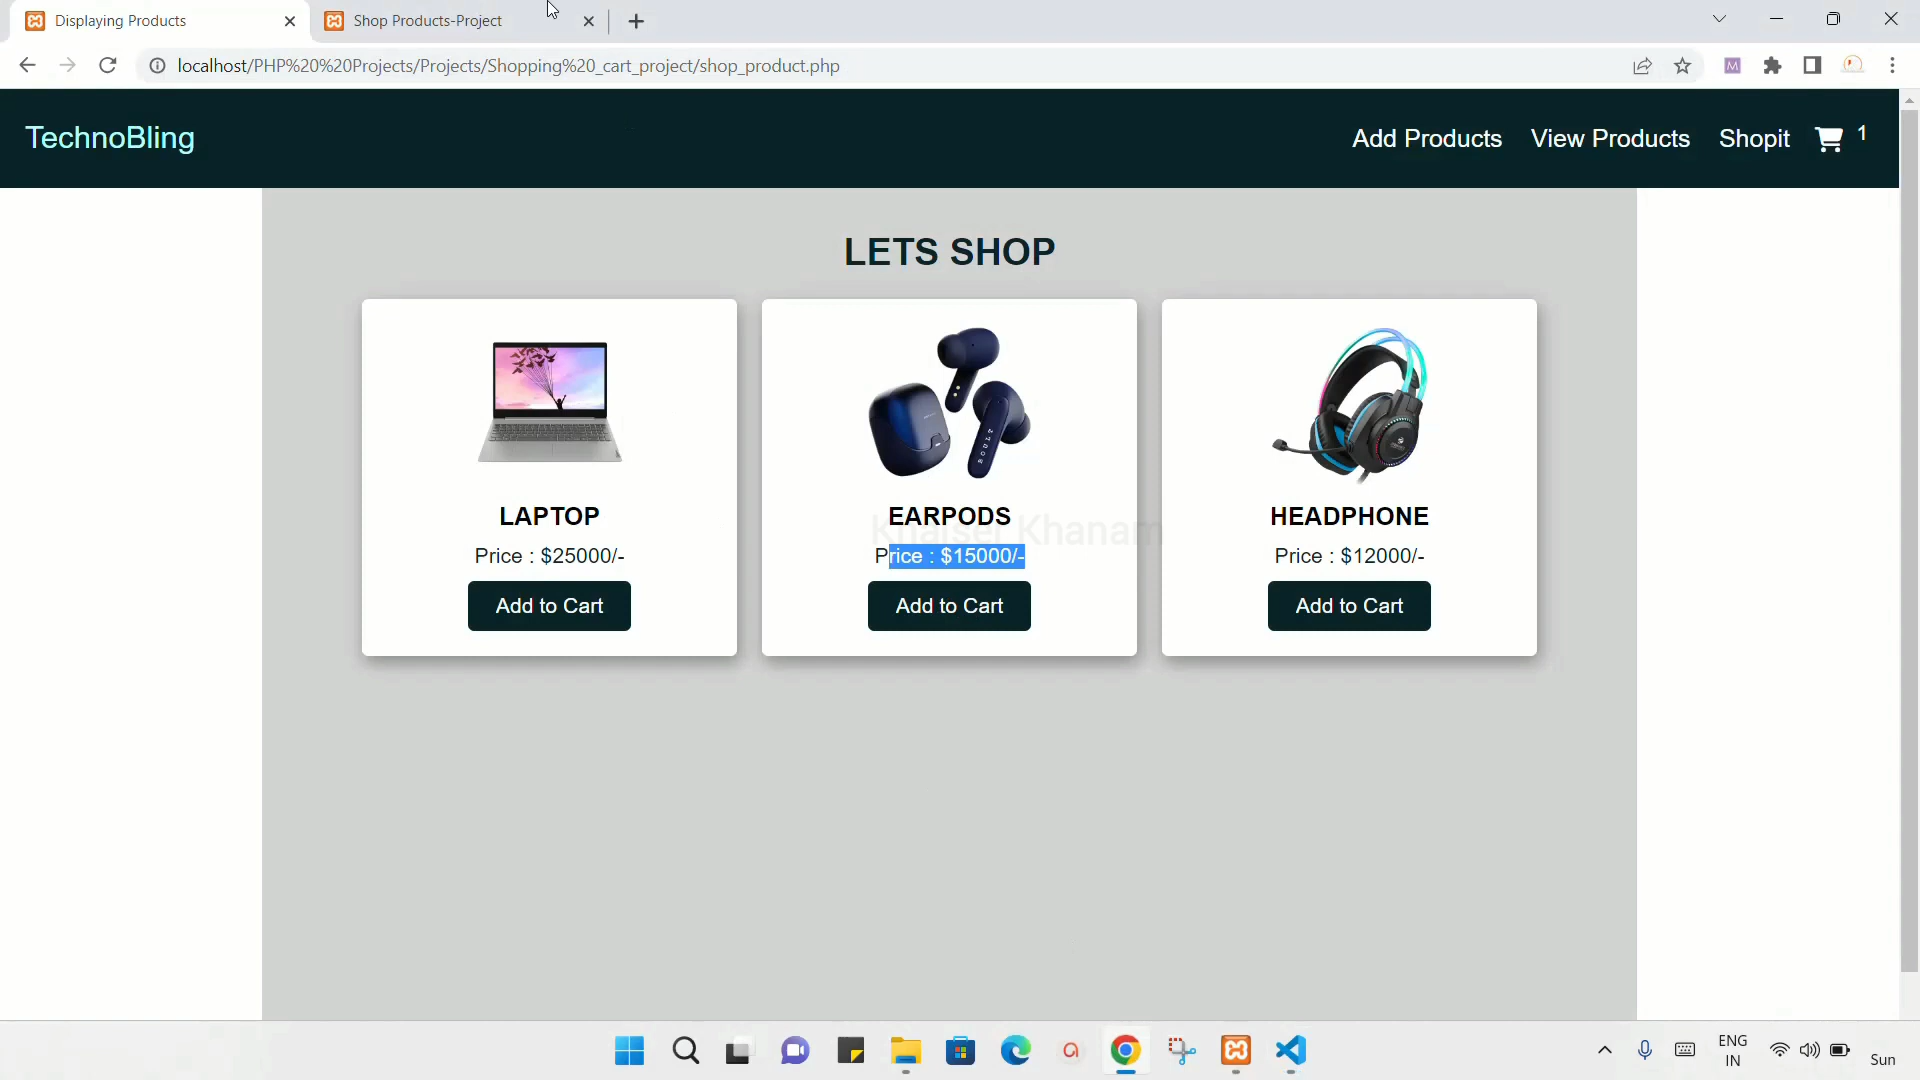 Displaying Products
Shop Products-Project
localhost/PHP%20%20Projects/Projects/Shopping%20_cart_project/shop_product.php
TechnoBling
Add Products
View Products
Shopit
1
LETS SHOP
LAPTOP
Price : $25000/-
Add to Cart
EARPODS
Price : $15000/-
Add to Cart
HEADPHONE
Price : $12000/-
Add to Cart
Khaiser Khanam
ENG
IN
Sun